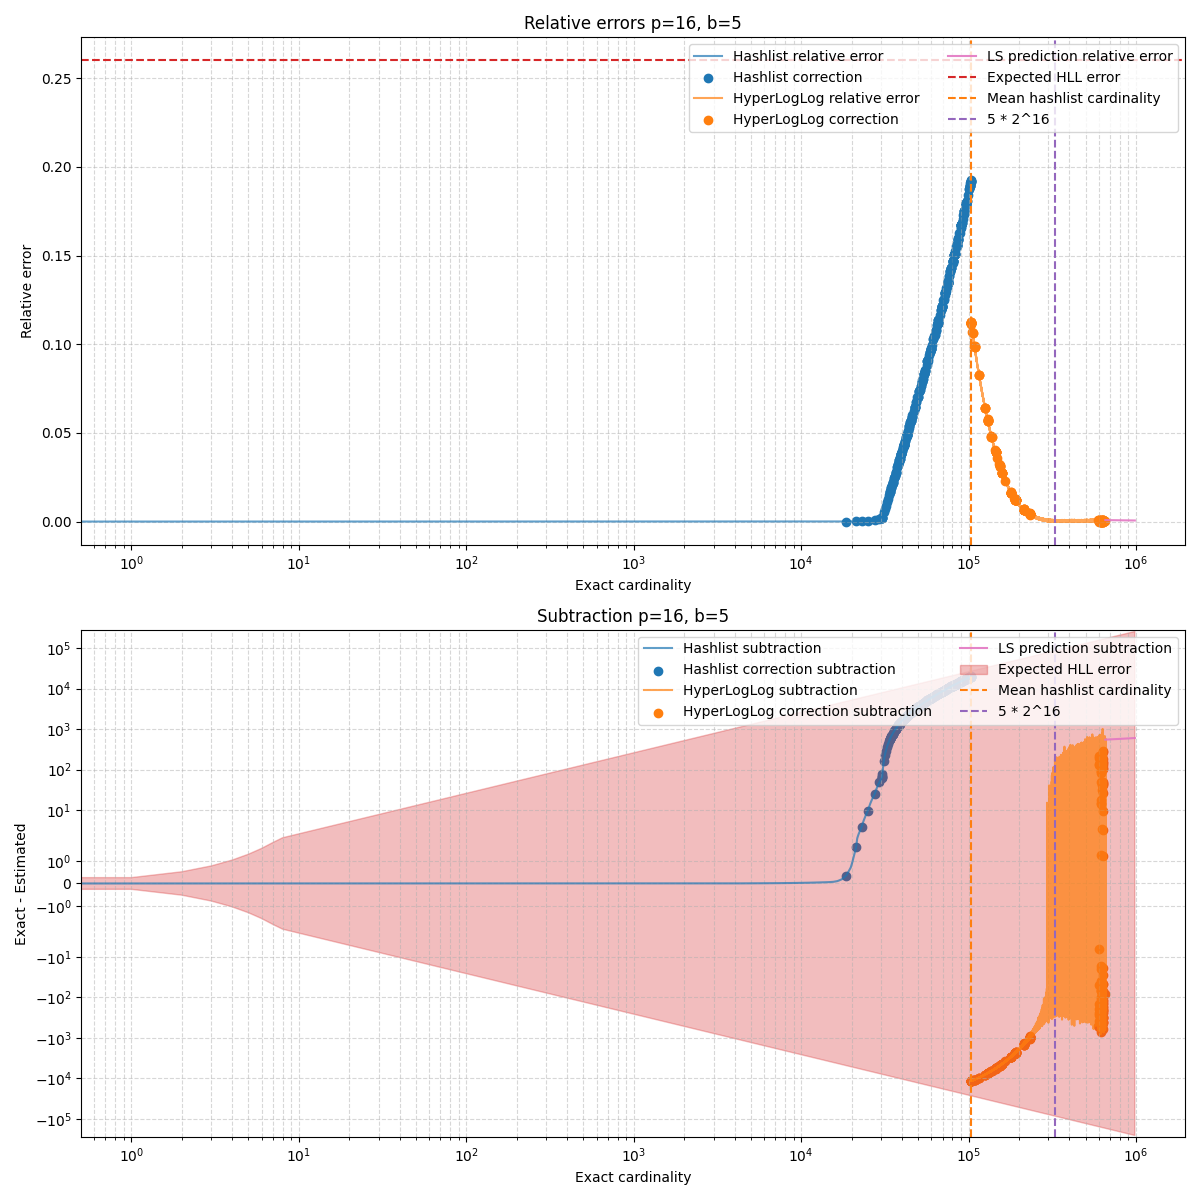 Relative errors p=16, b=5
Hashlist relative error
Hashlist correction
HyperLogLog relative error
HyperLogLog correction
LS prediction relative error
Expected HLL error
Mean hashlist cardinality
5 * 2^16
Relative error
0.25
0.20
0.15
0.10
0.05
0.00
10^0 10^1 10^2 10^3 10^4 10^5 10^6
Exact cardinality
Subtraction p=16, b=5
Hashlist subtraction
Hashlist correction subtraction
HyperLogLog subtraction
HyperLogLog correction subtraction
LS prediction subtraction
Expected HLL error
Mean hashlist cardinality
5 * 2^16
Exact - Estimated
10^5
10^4
10^3
10^2
10^1
10^0
0
−10^0
−10^1
−10^2
−10^3
−10^4
−10^5
10^0 10^1 10^2 10^3 10^4 10^5 10^6
Exact cardinality